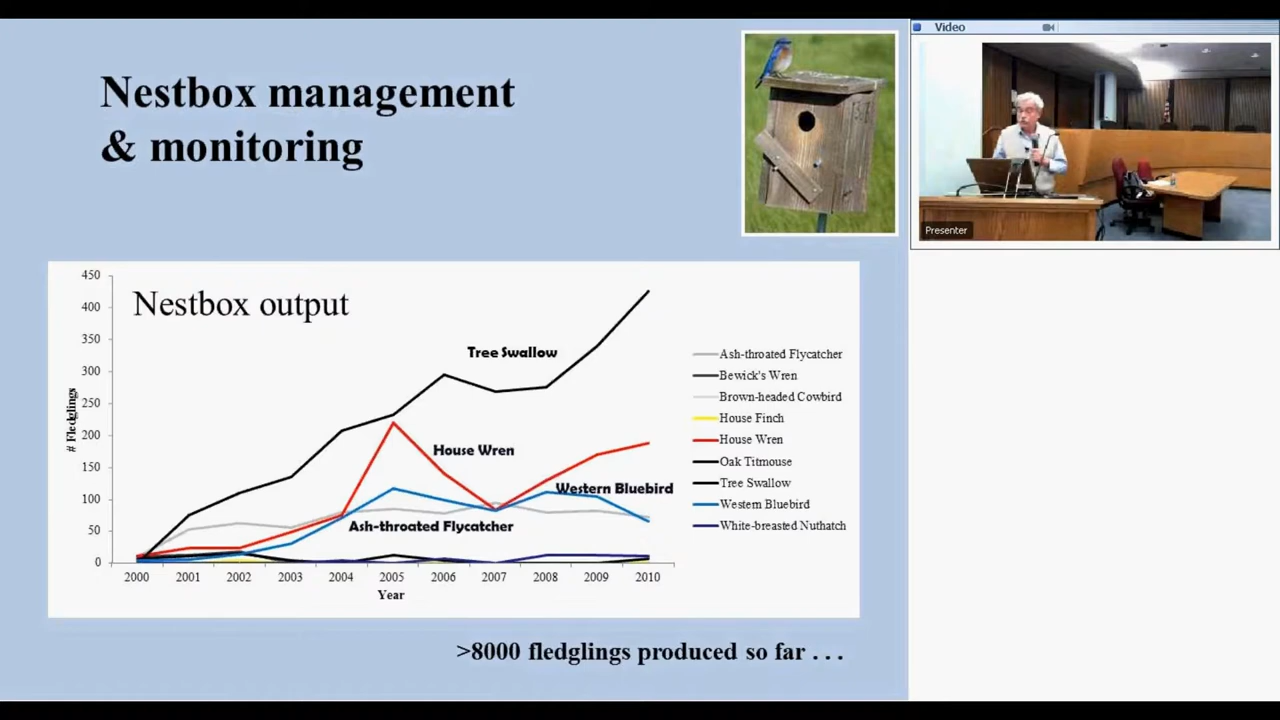 Nestbox management
& monitoring
Video
Presenter
Nestbox output
# Fledglings
450
400
350
300
250
200
150
100
50
0
Tree Swallow
House Wren
Western Bluebird
Ash-throated Flycatcher
2000 2001 2002 2003 2004 2005 2006 2007 2008 2009 2010
Year
Ash-throated Flycatcher
Bewick's Wren
Brown-headed Cowbird
House Finch
House Wren
Oak Titmouse
Tree Swallow
Western Bluebird
White-breasted Nuthatch
>8000 fledglings produced so far . . .